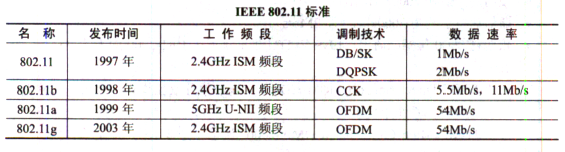 IEEE 802.11 标准
名 称 发布时间 工 作 频 段 调制技术 数 据 速 率
802.11 1997 年 2.4GHz ISM 频段 DB/SK 1Mb/s
DQPSK 2Mb/s
802.11b 1998 年 2.4GHz ISM 频段 CCK 5.5Mb/s，11Mb/s
802.11a 1999 年 5GHz U-NII 频段 OFDM 54Mb/s
802.11g 2003 年 2.4GHz ISM 频段 OFDM 54Mb/s